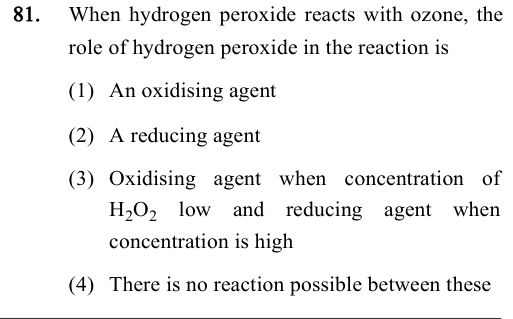 81. When hydrogen peroxide reacts with ozone, the
role of hydrogen peroxide in the reaction is
(1) An oxidising agent
(2) A reducing agent
(3) Oxidising agent when concentration of
H₂O₂ low and reducing agent when
concentration is high
(4) There is no reaction possible between these